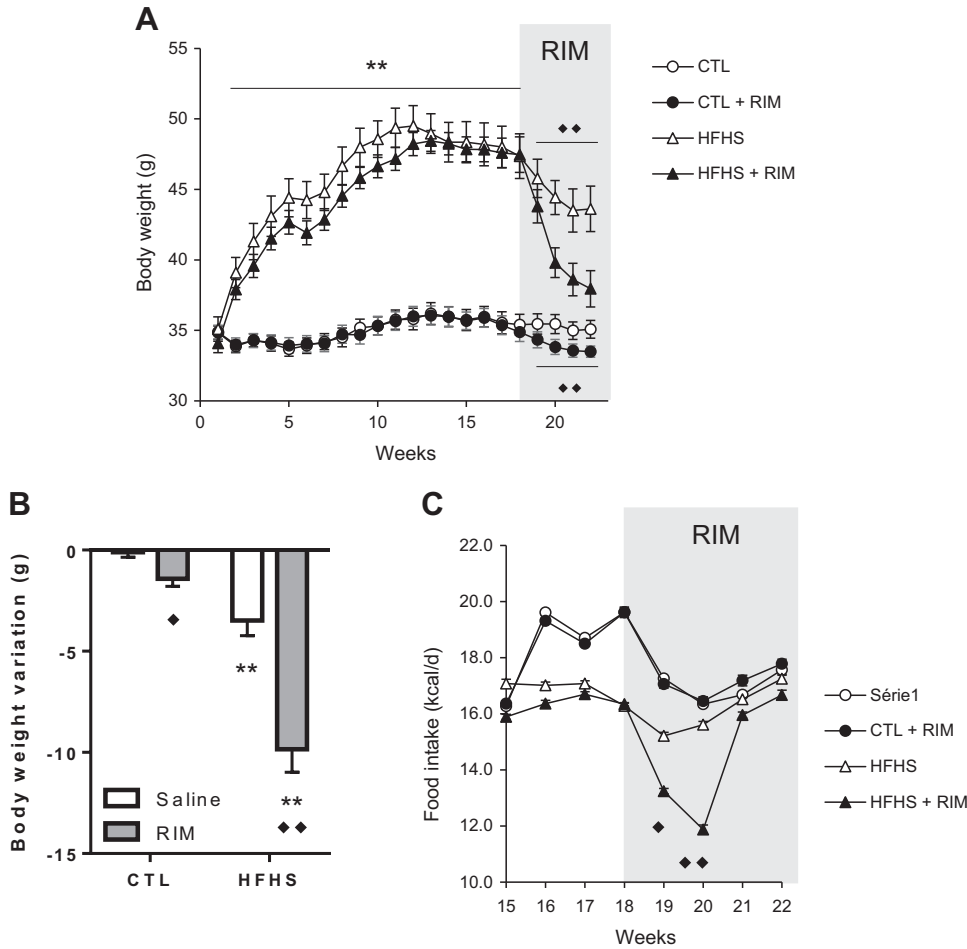 A
RIM
55
50
45
40
35
30
0
5
10
15
20
Body weight (g)
Weeks
**
◆◆
◆◆
CTL
CTL + RIM
HFHS
HFHS + RIM
B
0
-5
-10
-15
Body weight variation (g)
◆
**
**
◆◆
Saline
RIM
CTL
HFHS
C
RIM
22.0
20.0
18.0
16.0
14.0
12.0
10.0
Food intake (kcal/d)
◆
◆◆
15 16 17 18 19 20 21 22
Weeks
Série1
CTL + RIM
HFHS
HFHS + RIM